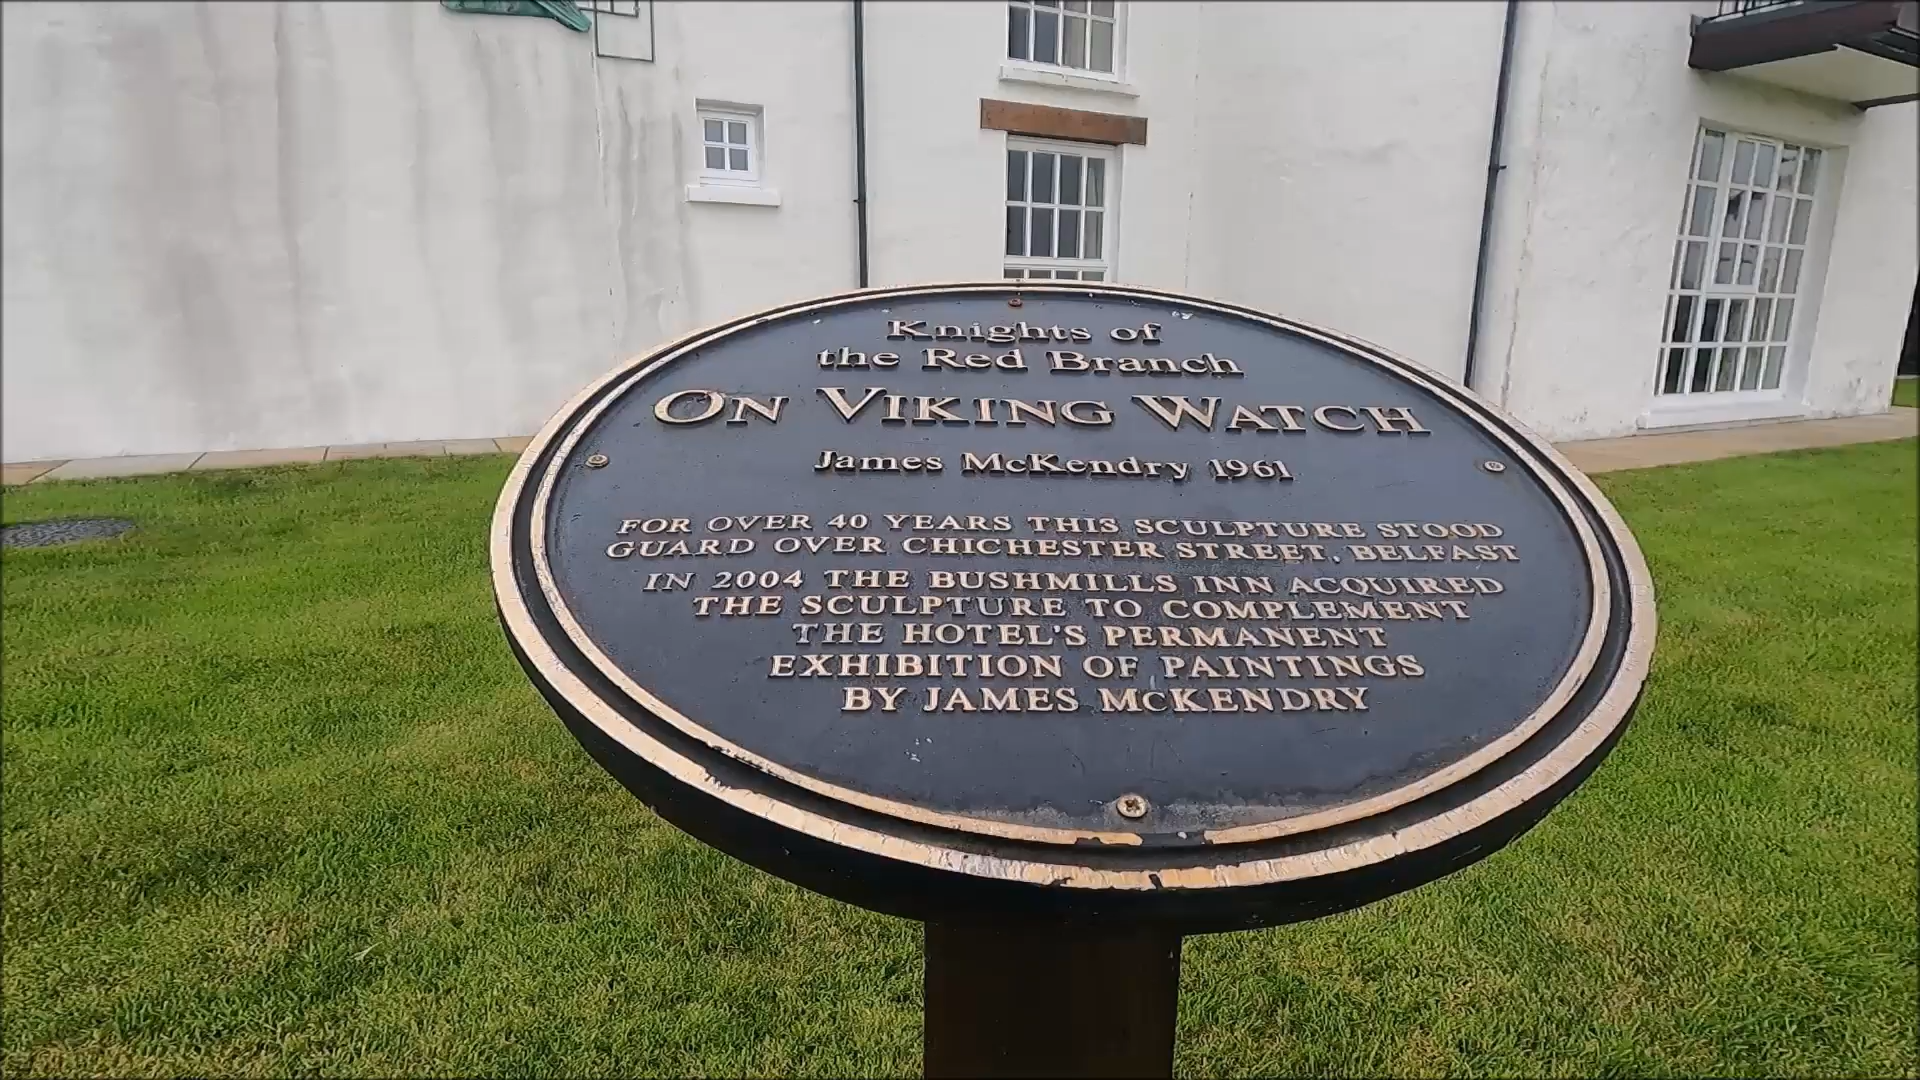 Knights of
the Red Branch
ON VIKING WATCH
James McKendry 1961
FOR OVER 40 YEARS THIS SCULPTURE STOOD
GUARD OVER CHICHESTER STREET, BELFAST
IN 2004 THE BUSHMILLS INN ACQUIRED
THE SCULPTURE TO COMPLEMENT
THE HOTEL'S PERMANENT
EXHIBITION OF PAINTINGS
BY JAMES McKENDRY